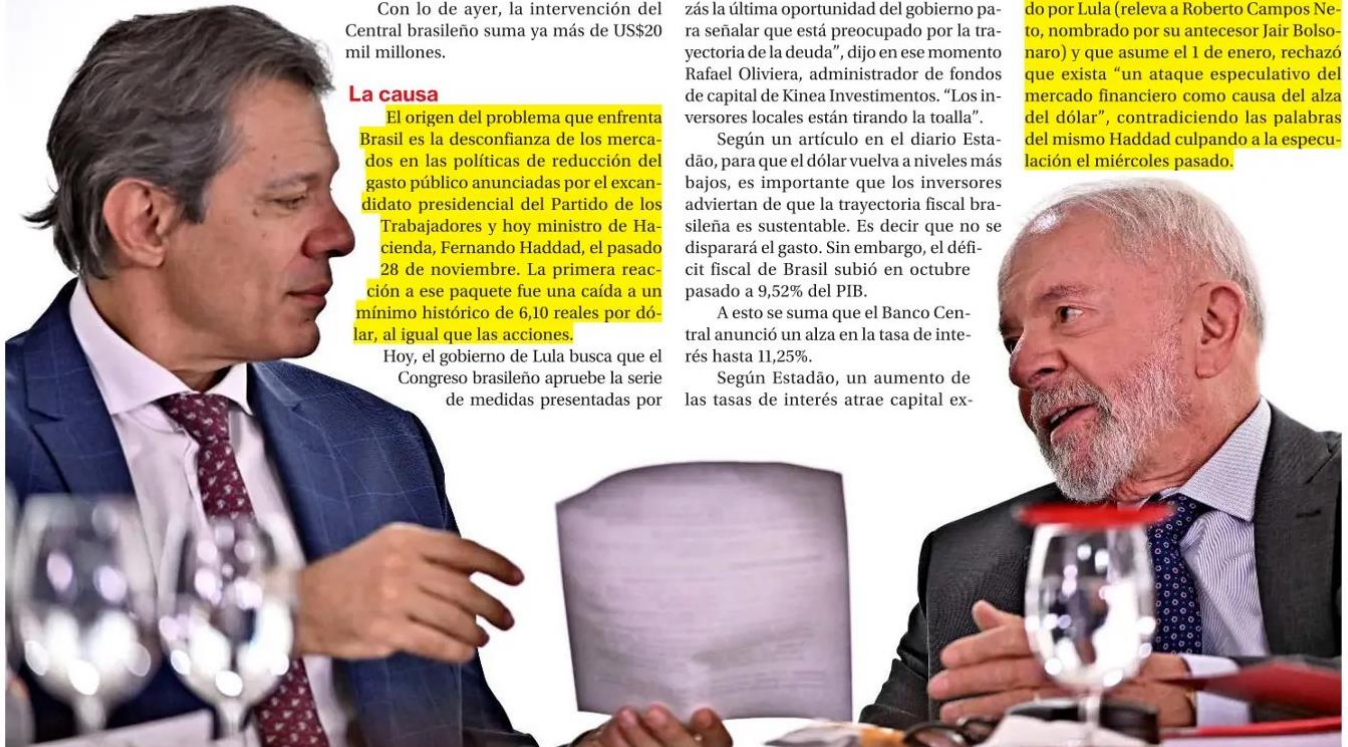 Con lo de ayer, la intervención del
Central brasileño suma ya más de US$20
mil millones.
La causa
El origen del problema que enfrenta
Brasil es la desconfianza de los merca-
dos en las políticas de reducción del
gasto público anunciadas por el excan-
didato presidencial del Partido de los
Trabajadores y hoy ministro de Ha-
cienda, Fernando Haddad, el pasado
28 de noviembre. La primera reac-
ción a ese paquete fue una caída a un
mínimo histórico de 6,10 reales por dó-
lar, al igual que las acciones.
Hoy, el gobierno de Lula busca que el
Congreso brasileño apruebe la serie
de medidas presentadas por
zás la última oportunidad del gobierno pa-
ra señalar que está preocupado por la tra-
yectoria de la deuda”, dijo en ese momento
Rafael Oliviera, administrador de fondos
de capital de Kinea Investimentos. “Los in-
versores locales están tirando la toalla”.
Según un artículo en el diario Esta-
dão, para que el dólar vuelva a niveles más
bajos, es importante que los inversores
adviertan de que la trayectoria fiscal bra-
sileña es sustentable. Es decir que no se
disparará el gasto. Sin embargo, el défi-
cit fiscal de Brasil subió en octubre
pasado a 9,52% del PIB.
A esto se suma que el Banco Cen-
tral anunció un alza en la tasa de inte-
rés hasta 11,25%.
Según Estadão, un aumento de
las tasas de interés atrae capital ex-
do por Lula (releva a Roberto Campos Ne-
to, nombrado por su antecesor Jair Bolso-
naro) y que asume el 1 de enero, rechazó
que exista “un ataque especulativo del
mercado financiero como causa del alza
del dólar”, contradiciendo las palabras
del mismo Haddad culpando a la especu-
lación el miércoles pasado.